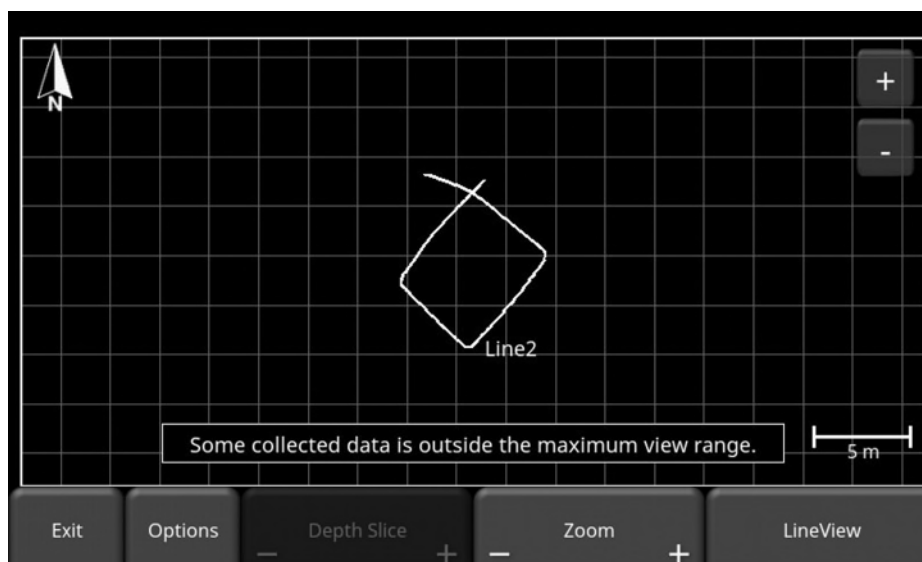 N
+
-
Line2
Some collected data is outside the maximum view range.
5 m
Exit
Options
Depth Slice
− +
Zoom
− +
LineView